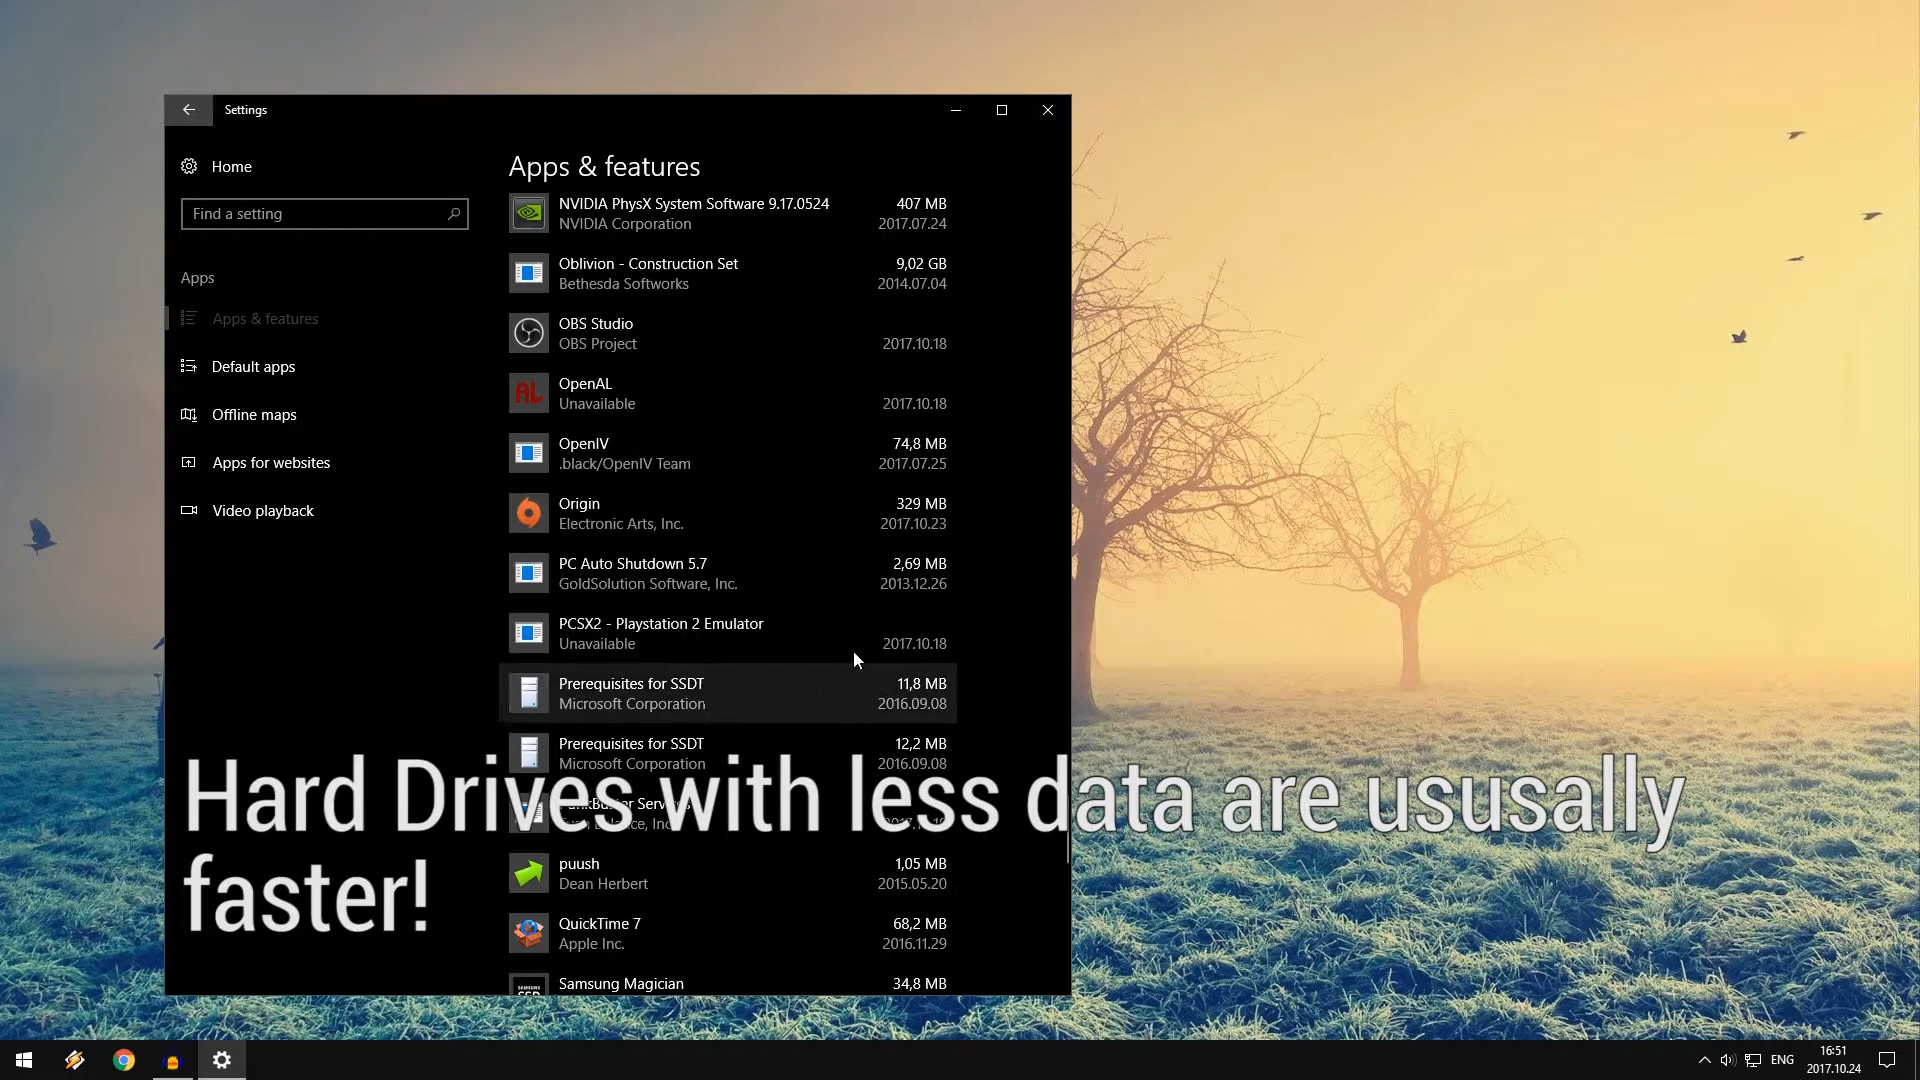 Settings
Home
Find a setting
Apps
Apps & features
Default apps
Offline maps
Apps for websites
Video playback
Apps & features
NVIDIA PhysX System Software 9.17.0524 407 MB
NVIDIA Corporation 2017.07.24
Oblivion - Construction Set 9,02 GB
Bethesda Softworks 2014.07.04
OBS Studio
OBS Project 2017.10.18
AL
OpenAL
Unavailable 2017.10.18
OpenIV 74,8 MB
.black/OpenIV Team 2017.07.25
Origin 329 MB
Electronic Arts, Inc. 2017.10.23
PC Auto Shutdown 5.7 2,69 MB
GoldSolution Software, Inc. 2013.12.26
PCSX2 - Playstation 2 Emulator
Unavailable 2017.10.18
Prerequisites for SSDT 11,8 MB
Microsoft Corporation 2016.09.08
Prerequisites for SSDT 12,2 MB
Microsoft Corporation 2016.09.08
Hard Drives with less data are ususally
faster!
puush 1,05 MB
Dean Herbert 2015.05.20
QuickTime 7 68,2 MB
Apple Inc. 2016.11.29
SAMSUNG
Samsung Magician 34,8 MB
ENG
16:51
2017.10.24